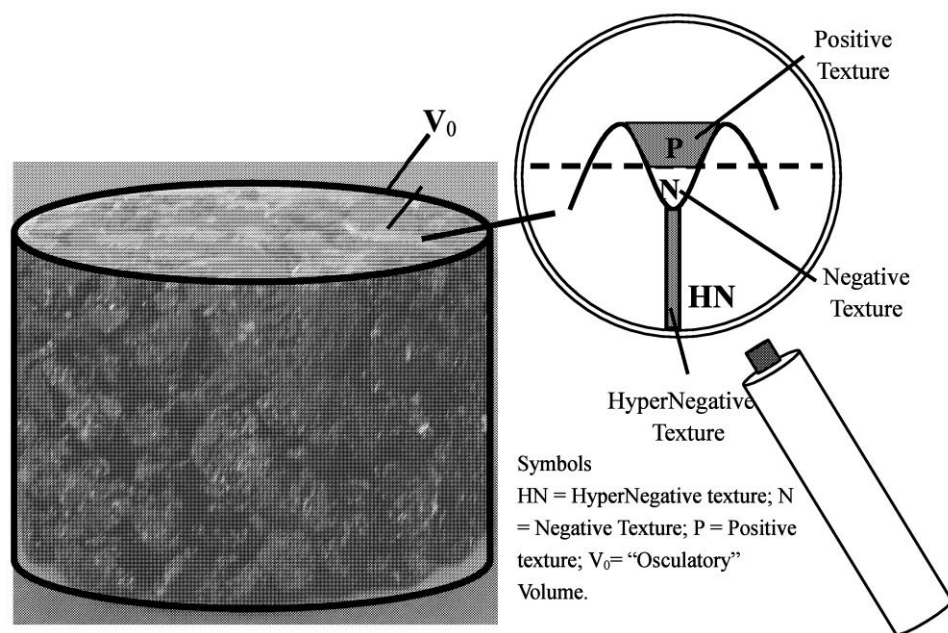 Positive
Texture
V₀
P
N
HN
Negative
Texture
HyperNegative
Texture
Symbols
HN = HyperNegative texture; N
= Negative Texture; P = Positive
texture; V₀= “Osculatory”
Volume.